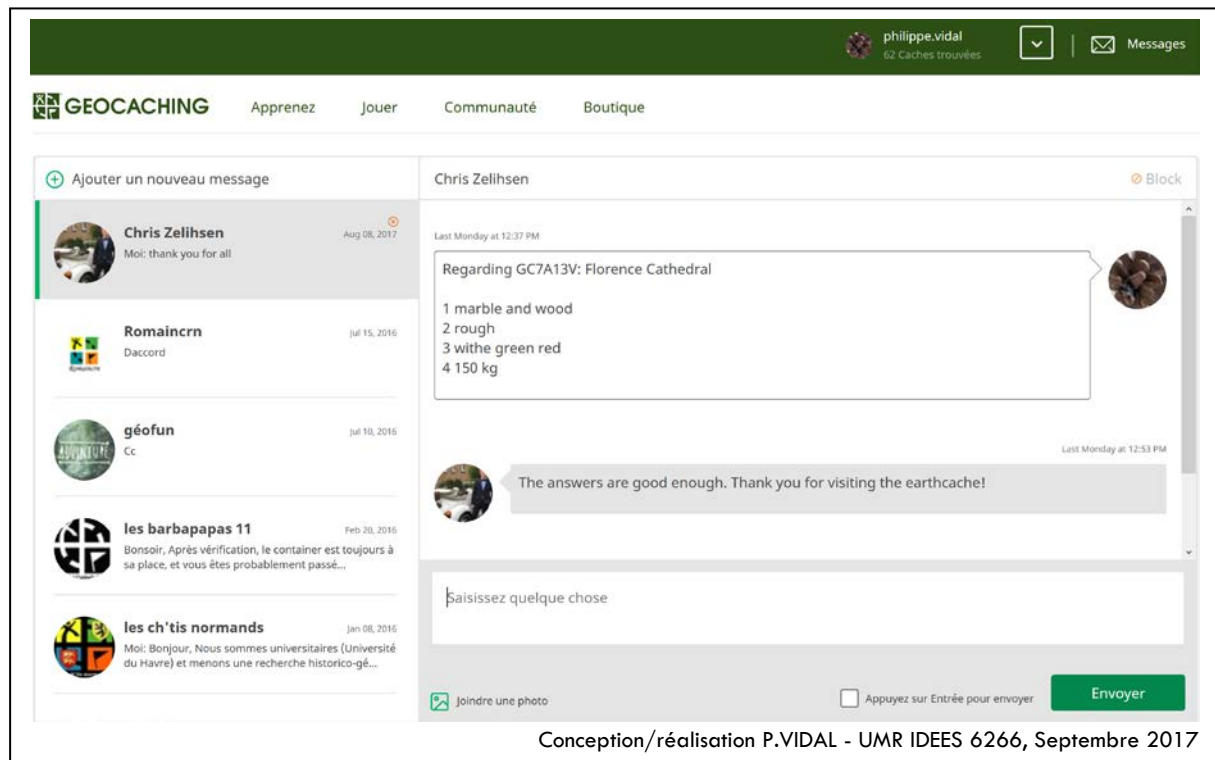 philippe.vidal
62 Caches trouvées
Messages
GEOCACHING Apprenez Jouer Communauté Boutique
Ajouter un nouveau message
Chris Zelihsen
Aug 08, 2017
Moi: thank you for all
Romaincrn
Jul 15, 2016
Daccord
géofun
Jul 10, 2016
Cc
les barbapapas 11
Feb 20, 2016
Bonsoir, Après vérification, le container est toujours à
sa place, et vous êtes probablement passé...
les ch'tis normands
Jan 08, 2016
Moi: Bonjour, Nous sommes universitaires (Université
du Havre) et menons une recherche historico-gé...
Chris Zelihsen
Block
Last Monday at 12:37 PM
Regarding GC7A13V: Florence Cathedral
1 marble and wood
2 rough
3 withe green red
4 150 kg
Last Monday at 12:53 PM
The answers are good enough. Thank you for visiting the earthcache!
Saisissez quelque chose
Joindre une photo
Appuyez sur Entrée pour envoyer
Envoyer
Conception/réalisation P.VIDAL - UMR IDEES 6266, Septembre 2017